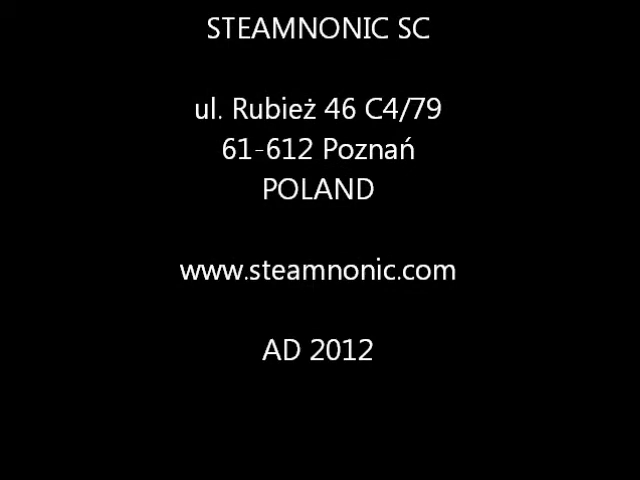 STEAMNONIC SC
ul. Rubież 46 C4/79
61-612 Poznań
POLAND
www.steamnonic.com
AD 2012